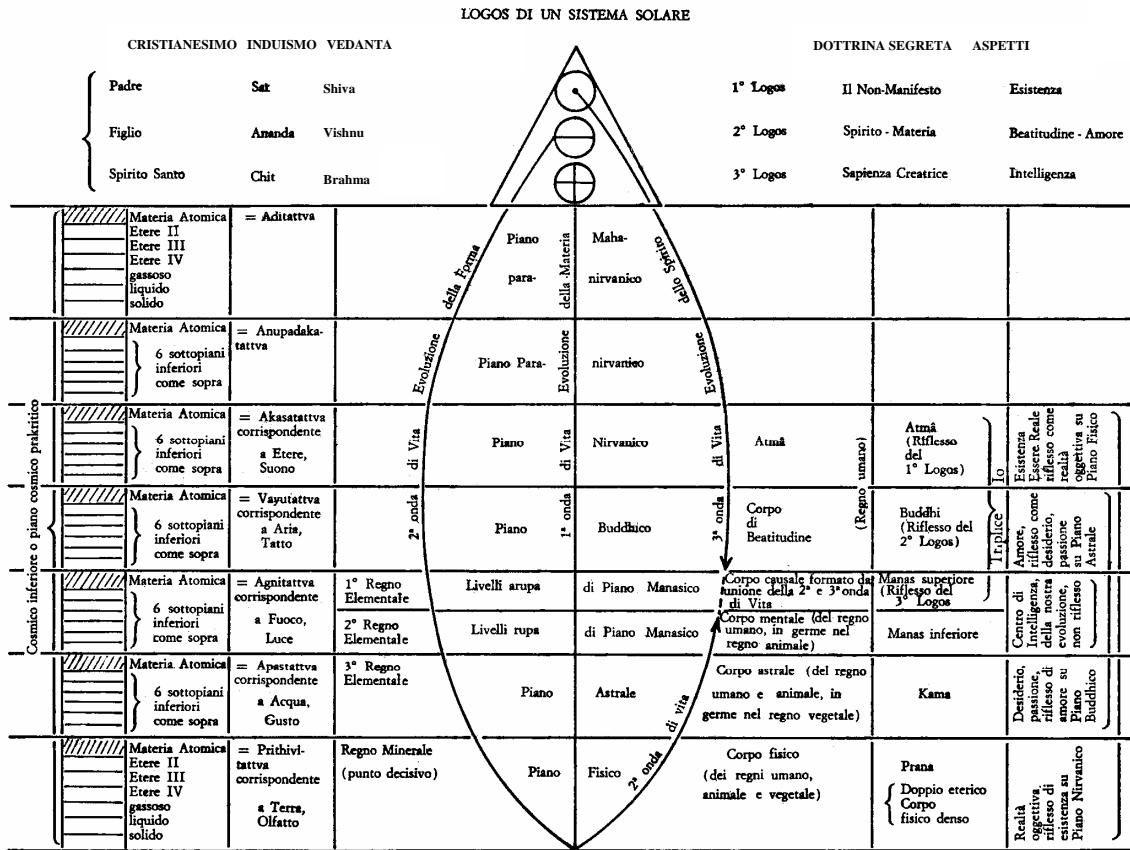 LOGOS DI UN SISTEMA SOLARE
CRISTIANESIMO INDUISMO VEDANTA
DOTTRINA SEGRETA ASPETTI
Padre Sat Shiva
1° Logos Il Non-Manifesto Esistenza
Figlio Ananda Vishnu
2° Logos Spirito - Materia Beatitudine - Amore
Spirito Santo Chit Brahma
3° Logos Sapienza Creatrice Intelligenza
Cosmico inferiore o piano cosmico prakritico
Materia Atomica
Etere II
Etere III
Etere IV
gassoso
liquido
solido
= Aditattva
Piano Maha-
para- nirvanico
2ª onda di Vita Evoluzione della Forma
1ª onda di Vita Evoluzione della Materia
3ª onda di Vita Evoluzione dello Spirito
Materia Atomica
6 sottopiani
inferiori
come sopra
= Anupadaka-
tattva
Piano Para- nirvanico
Materia Atomica
6 sottopiani
inferiori
come sopra
= Akasatattva
corrispondente
a Etere,
Suono
Piano Nirvanico
Atmâ
(Regno umano)
Atmâ
(Riflesso
del
1° Logos)
Triplice Io
Esistenza
Essere Reale
riflesso come
realtà
oggettiva su
Piano Fisico
Materia Atomica
6 sottopiani
inferiori
come sopra
= Vayutattva
corrispondente
a Aria,
Tatto
Piano Buddhico
Corpo
di
Beatitudine
Buddhi
(Riflesso del
2° Logos)
Amore,
riflesso come
desiderio,
passione
su Piano
Astrale
Materia Atomica
6 sottopiani
inferiori
come sopra
= Agnitattva
corrispondente
a Fuoco,
Luce
1° Regno
Elementale
Livelli arupa di Piano Manasico
Corpo causale formato da
unione della 2ª e 3ª onda
di Vita
Manas superiore
(Riflesso del
3° Logos
2° Regno
Elementale
Livelli rupa di Piano Manasico
Corpo mentale (del regno
umano, in germe nel
regno animale)
Manas inferiore
Centro di
Intelligenza,
della nostra
evoluzione,
non riflesso
Materia Atomica
6 sottopiani
inferiori
come sopra
= Apastattva
corrispondente
a Acqua,
Gusto
3° Regno
Elementale
Piano Astrale
Corpo astrale (del regno
umano e animale, in
germe nel regno vegetale)
Kama
Desiderio,
passione,
riflesso di
amore su
Piano
Buddhico
2ª onda di vita
Materia Atomica
Etere II
Etere III
Etere IV
gassoso
liquido
solido
= Prithivi-
tattva
corrispondente
a Terra,
Olfatto
Regno Minerale
(punto decisivo)
Piano Fisico
Corpo fisico
(dei regni umano,
animale e vegetale)
Prana
Doppio eterico
Corpo
fisico denso
Realtà
oggettiva,
riflesso di
esistenza su
Piano Nirvanico